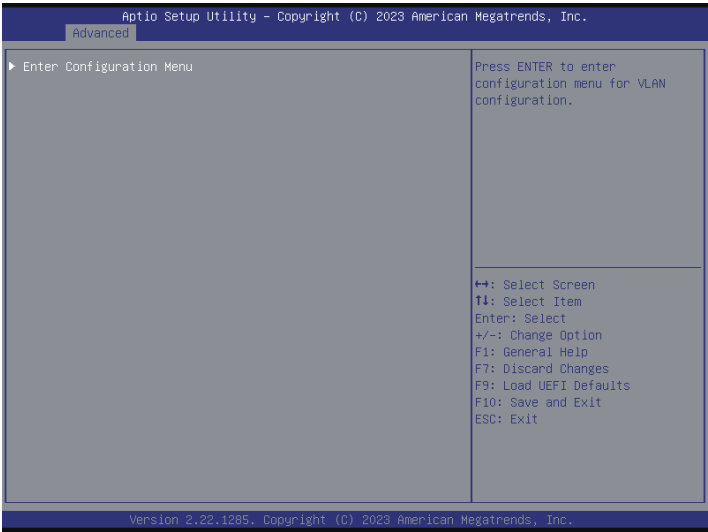 Aptio Setup Utility – Copyright (C) 2023 American Megatrends, Inc.
Advanced
▶ Enter Configuration Menu
Press ENTER to enter
configuration menu for VLAN
configuration.
↔: Select Screen
↑↓: Select Item
Enter: Select
+/-: Change Option
F1: General Help
F7: Discard Changes
F9: Load UEFI Defaults
F10: Save and Exit
ESC: Exit
Version 2.22.1285. Copyright (C) 2023 American Megatrends, Inc.